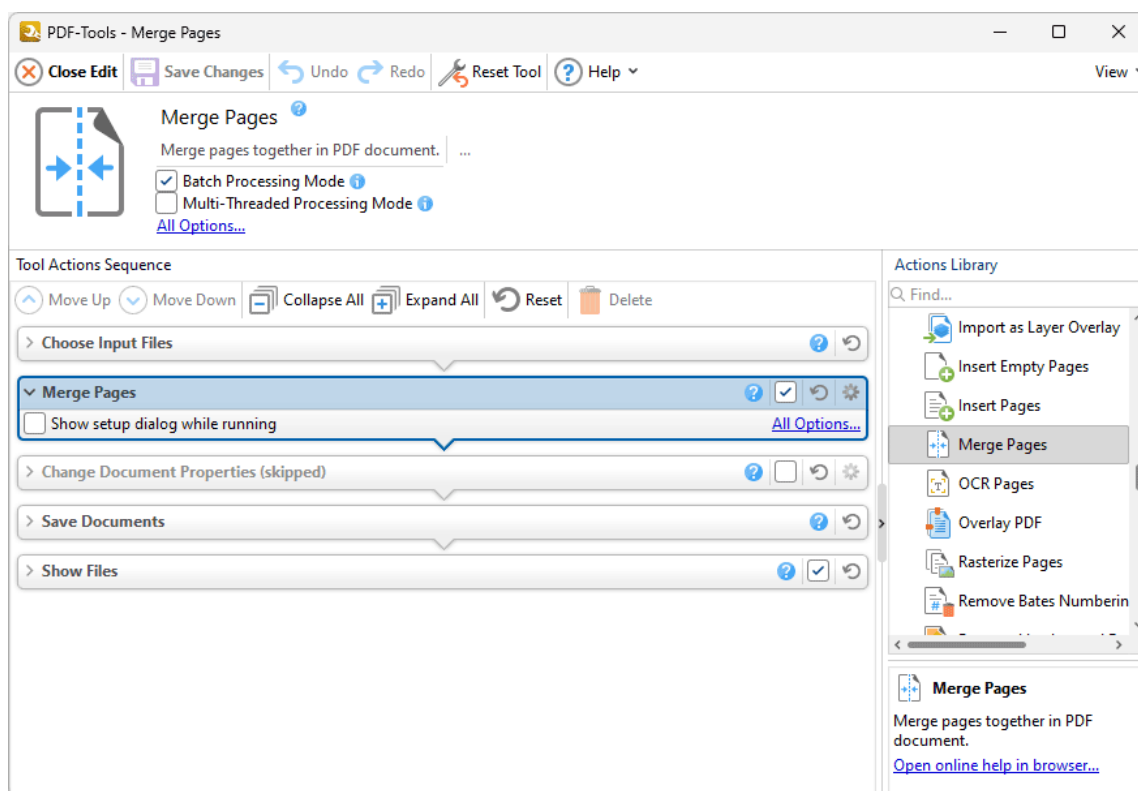 PDF-Tools - Merge Pages
Close Edit Save Changes Undo Redo Reset Tool Help View
Merge Pages
Merge pages together in PDF document. ...
Batch Processing Mode
Multi-Threaded Processing Mode
All Options...
Tool Actions Sequence
Move Up Move Down Collapse All Expand All Reset Delete
Choose Input Files
Merge Pages
Show setup dialog while running All Options...
Change Document Properties (skipped)
Save Documents
Show Files
Actions Library
Find...
Import as Layer Overlay
Insert Empty Pages
Insert Pages
Merge Pages
OCR Pages
Overlay PDF
Rasterize Pages
Remove Bates Numberin
Merge Pages
Merge pages together in PDF
document.
Open online help in browser...